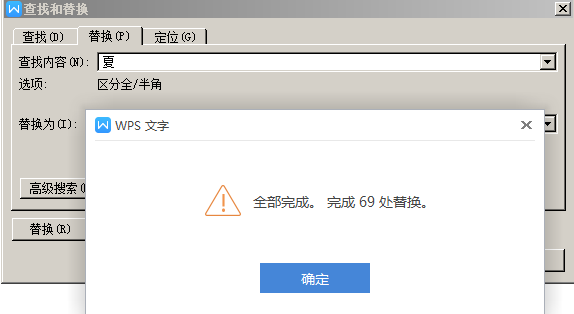 查找和替换
查找(D) 替换(P) 定位(G)
查找内容(N): 夏
选项: 区分全/半角
替换为(I):
WPS 文字
全部完成。 完成 69 处替换。
高级搜索(
替换(R)
确定